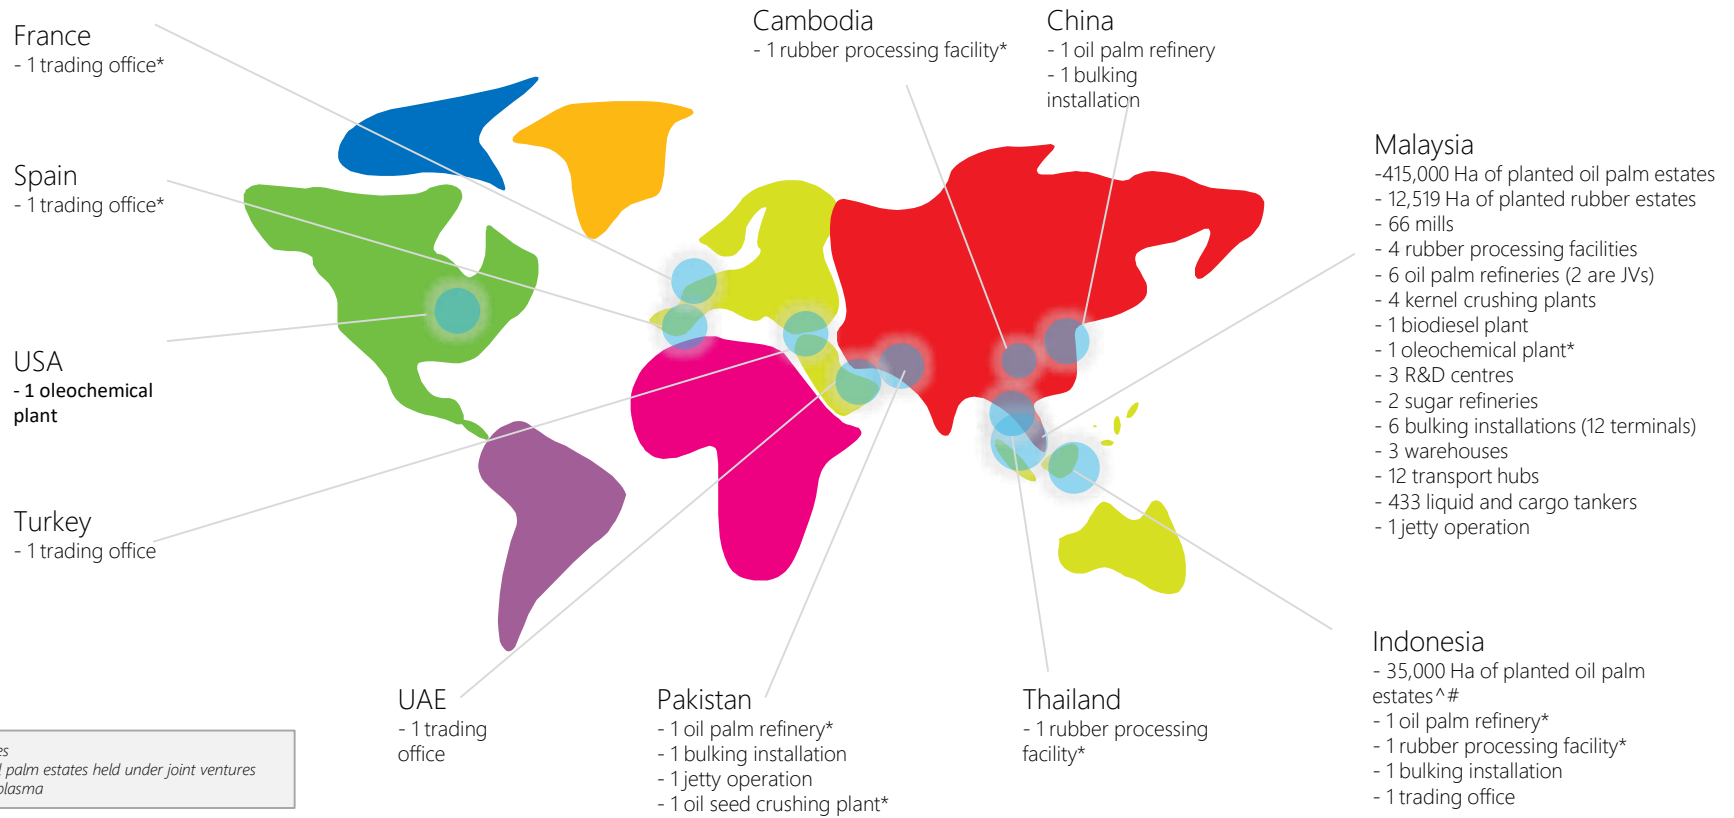 France
- 1 trading office*
Spain
- 1 trading office*
USA
- 1 oleochemical
plant
Turkey
- 1 trading office
Cambodia
- 1 rubber processing facility*
China
- 1 oil palm refinery
- 1 bulking
installation
Malaysia
-415,000 Ha of planted oil palm estates
- 12,519 Ha of planted rubber estates
- 66 mills
- 4 rubber processing facilities
- 6 oil palm refineries (2 are JVs)
- 4 kernel crushing plants
- 1 biodiesel plant
- 1 oleochemical plant*
- 3 R&D centres
- 2 sugar refineries
- 6 bulking installations (12 terminals)
- 3 warehouses
- 12 transport hubs
- 433 liquid and cargo tankers
- 1 jetty operation
UAE
- 1 trading
office
Pakistan
- 1 oil palm refinery*
- 1 bulking installation
- 1 jetty operation
- 1 oil seed crushing plant*
Thailand
- 1 rubber processing
facility*
Indonesia
- 35,000 Ha of planted oil palm
estates^#
- 1 oil palm refinery*
- 1 rubber processing facility*
- 1 bulking installation
- 1 trading office
palm estates held under joint ventures